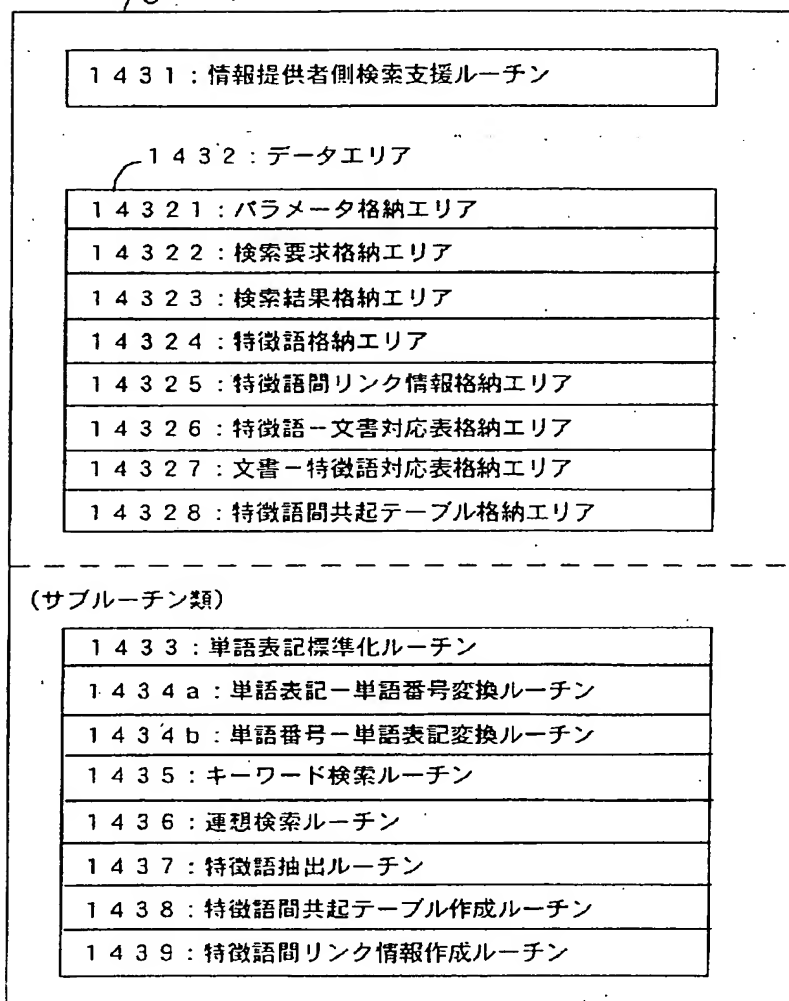 1431:情報提供者側検索支援ルーチン
1432:データエリア
14321:パラメータ格納エリア
14322:検索要求格納エリア
14323:検索結果格納エリア
14324:特徴語格納エリア
14325:特徴語間リンク情報格納エリア
14326:特徴語-文書対応表格納エリア
14327:文書-特徴語対応表格納エリア
14328:特徴語間共起テーブル格納エリア
(サブルーチン類)
1433:単語表記標準化ルーチン
1434a:単語表記-単語番号変換ルーチン
1434b:単語番号-単語表記変換ルーチン
1435:キーワード検索ルーチン
1436:連想検索ルーチン
1437:特徴語抽出ルーチン
1438:特徴語間共起テーブル作成ルーチン
1439:特徴語間リンク情報作成ルーチン